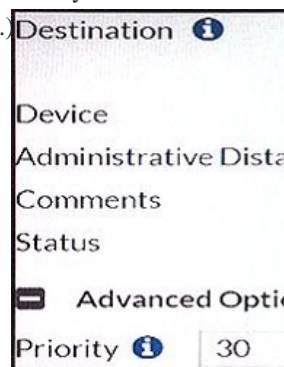 .) Destination
Device
Administrative Dista
Comments
Status
Advanced Optio
Priority 30